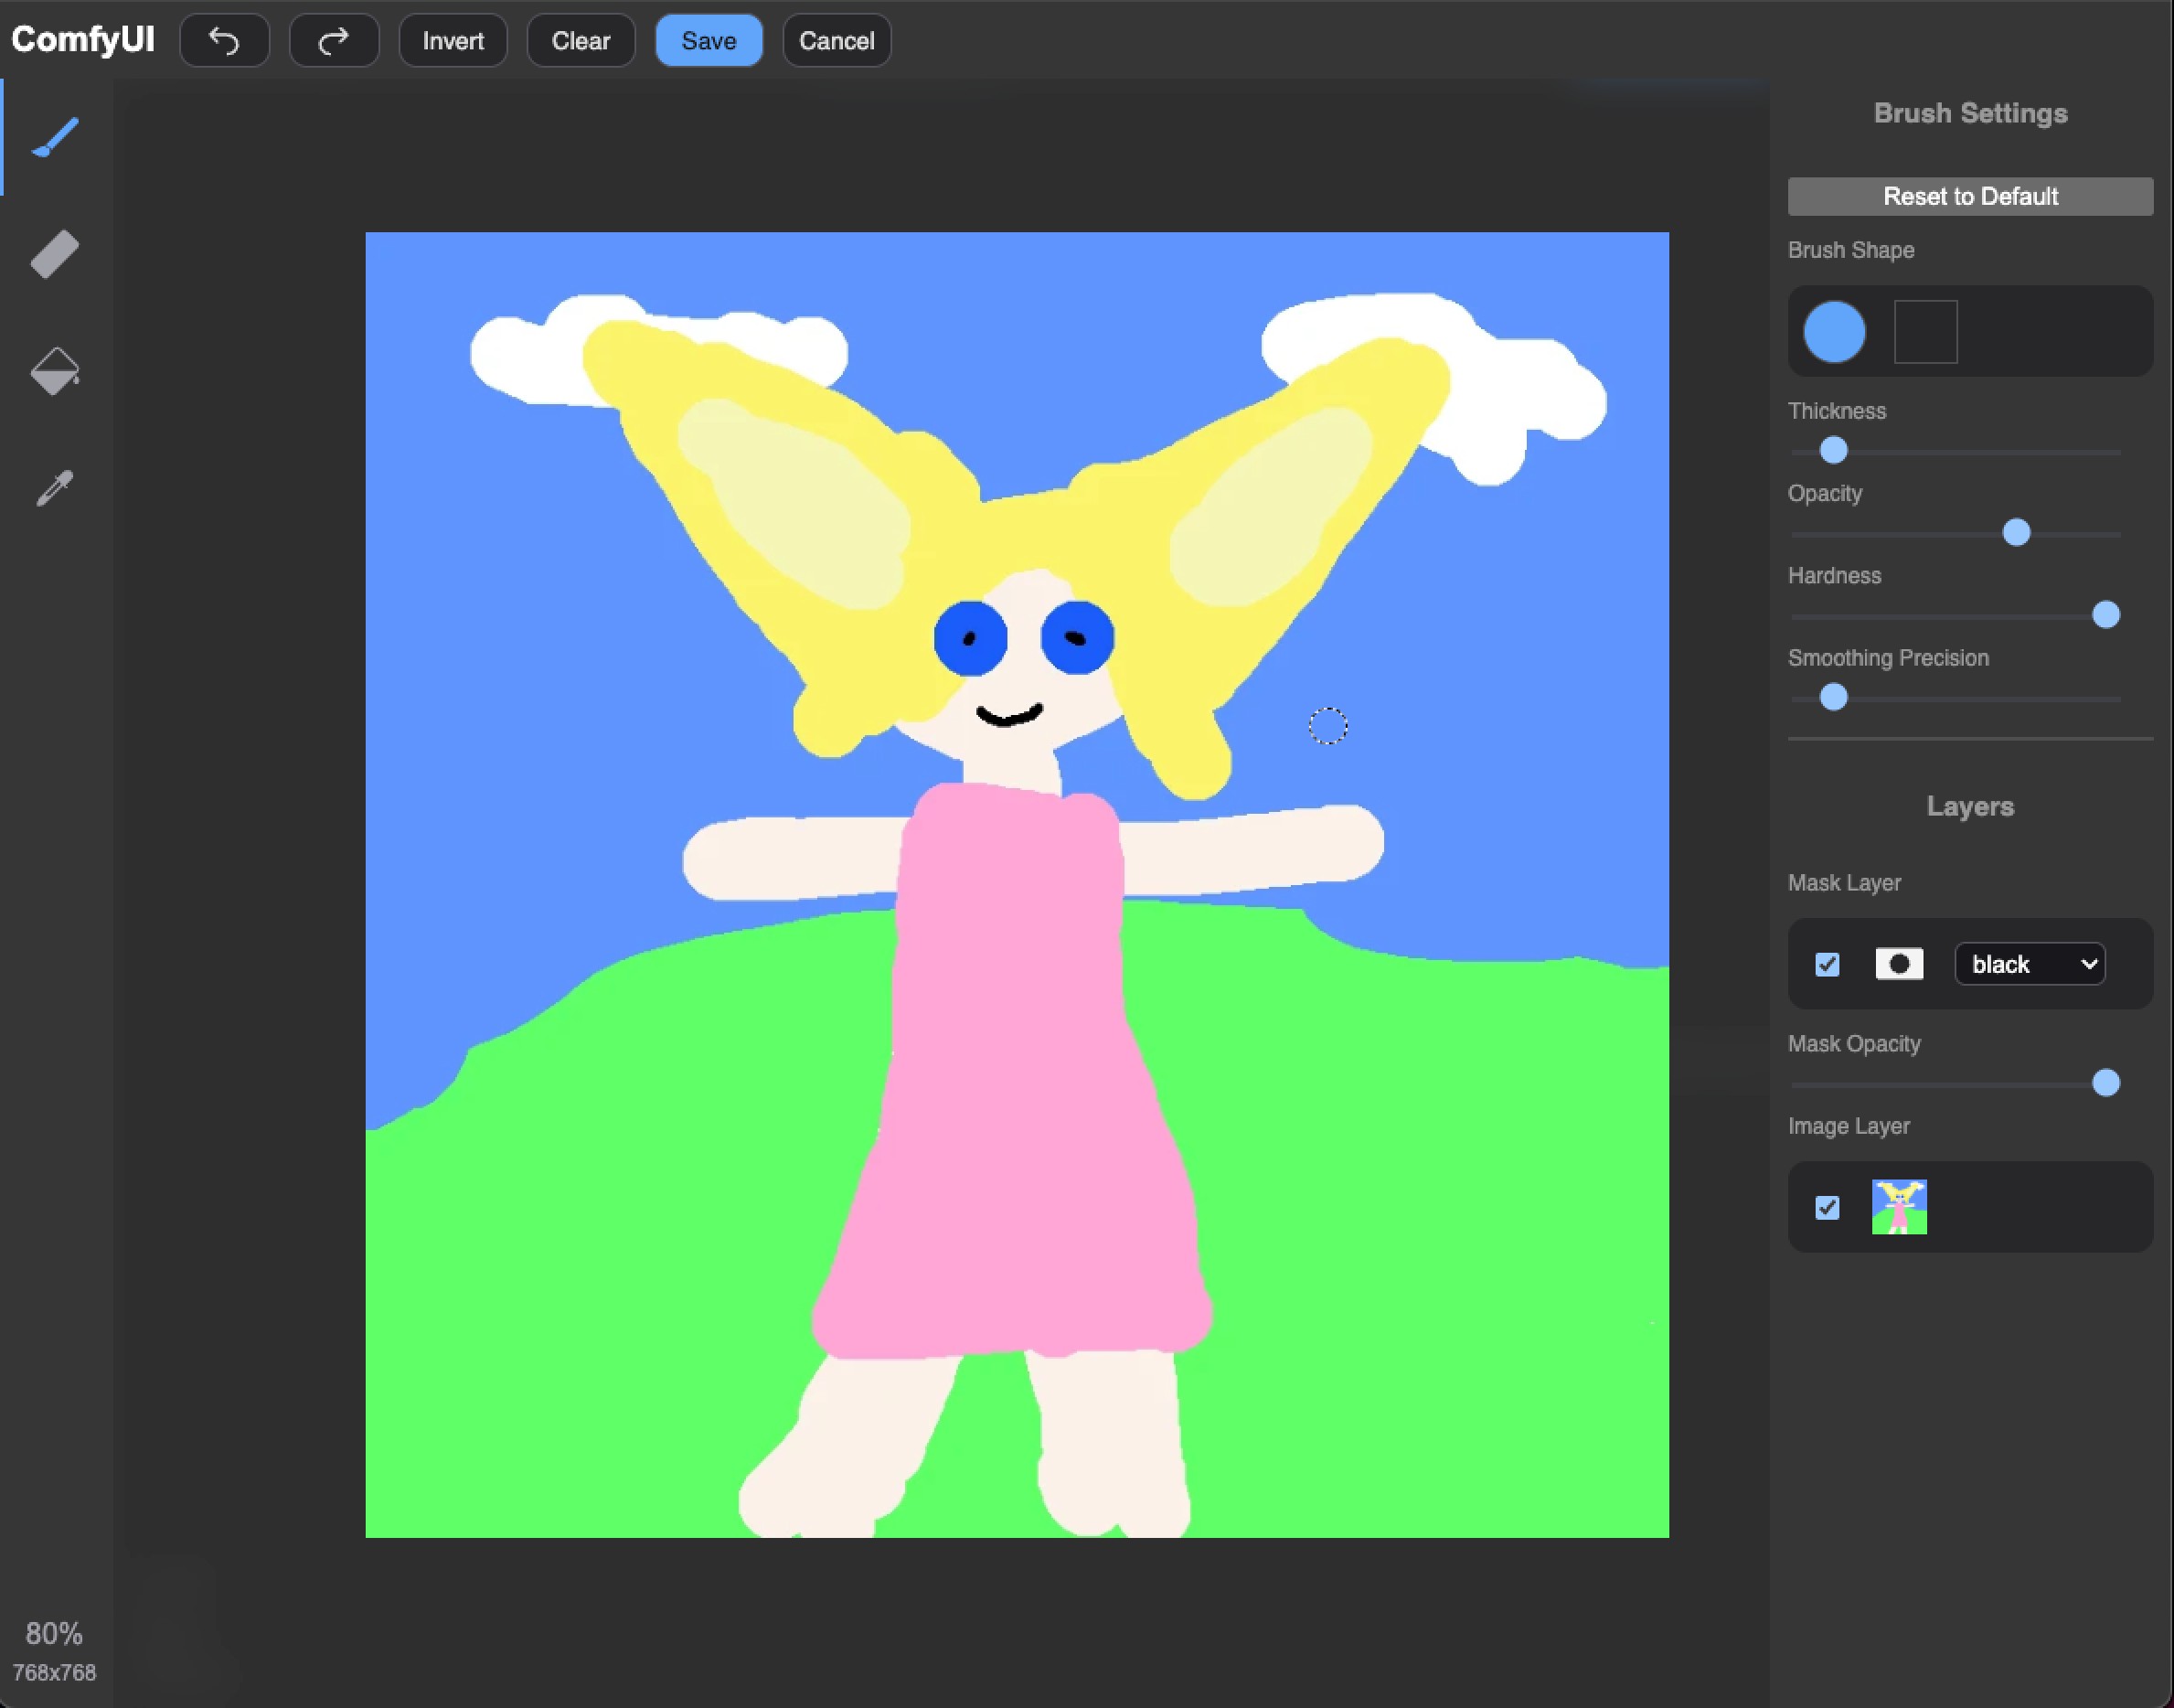 ComfyUI
Invert
Clear
Save
Cancel
Brush Settings
Reset to Default
Brush Shape
Thickness
Opacity
Hardness
Smoothing Precision
Layers
Mask Layer
black
Mask Opacity
Image Layer
80%
768x768